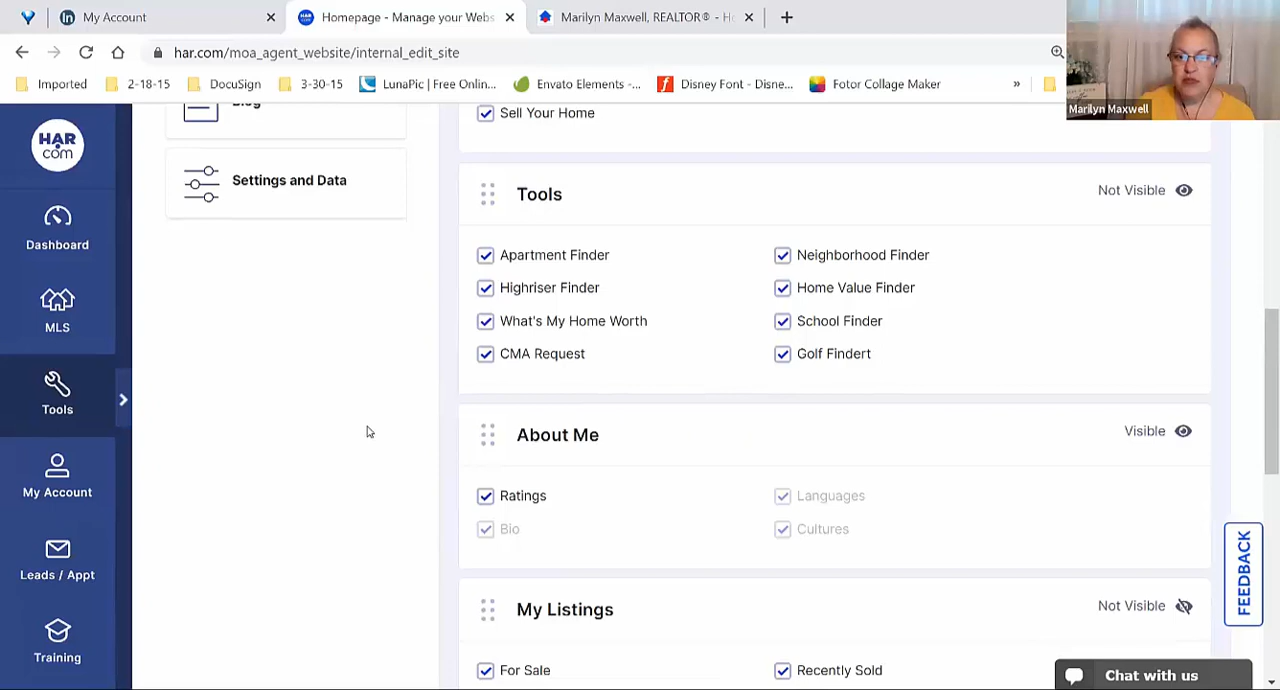 My Account
Homepage - Manage your Webs
Marilyn Maxwell, REALTOR® - H
har.com/moa_agent_website/internal_edit_site
Imported
2-18-15
DocuSign
3-30-15
LunaPic | Free Onlin...
Envato Elements -...
Disney Font - Disne...
Fotor Collage Maker
»
Marilyn Maxwell
HAR
com
Dashboard
MLS
Tools
My Account
Leads / Appt
Training
Blog
Settings and Data
Sell Your Home
Tools
Not Visible
Apartment Finder
Neighborhood Finder
Highriser Finder
Home Value Finder
What's My Home Worth
School Finder
CMA Request
Golf Findert
About Me
Visible
Ratings
Languages
Bio
Cultures
My Listings
Not Visible
For Sale
Recently Sold
FEEDBACK
Chat with us